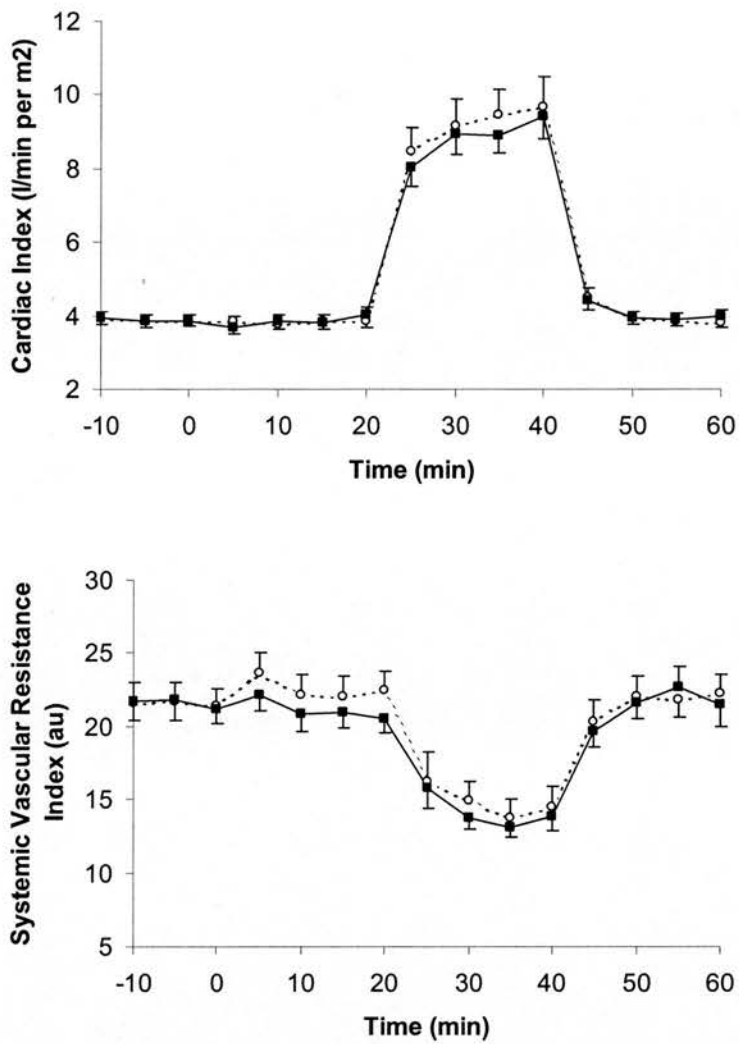 Cardiac Index (l/min per m2)
12
10
8
6
4
2
-10 0 10 20 30 40 50 60
Time (min)
Systemic Vascular Resistance
Index (au)
30
25
20
15
10
5
-10 0 10 20 30 40 50 60
Time (min)